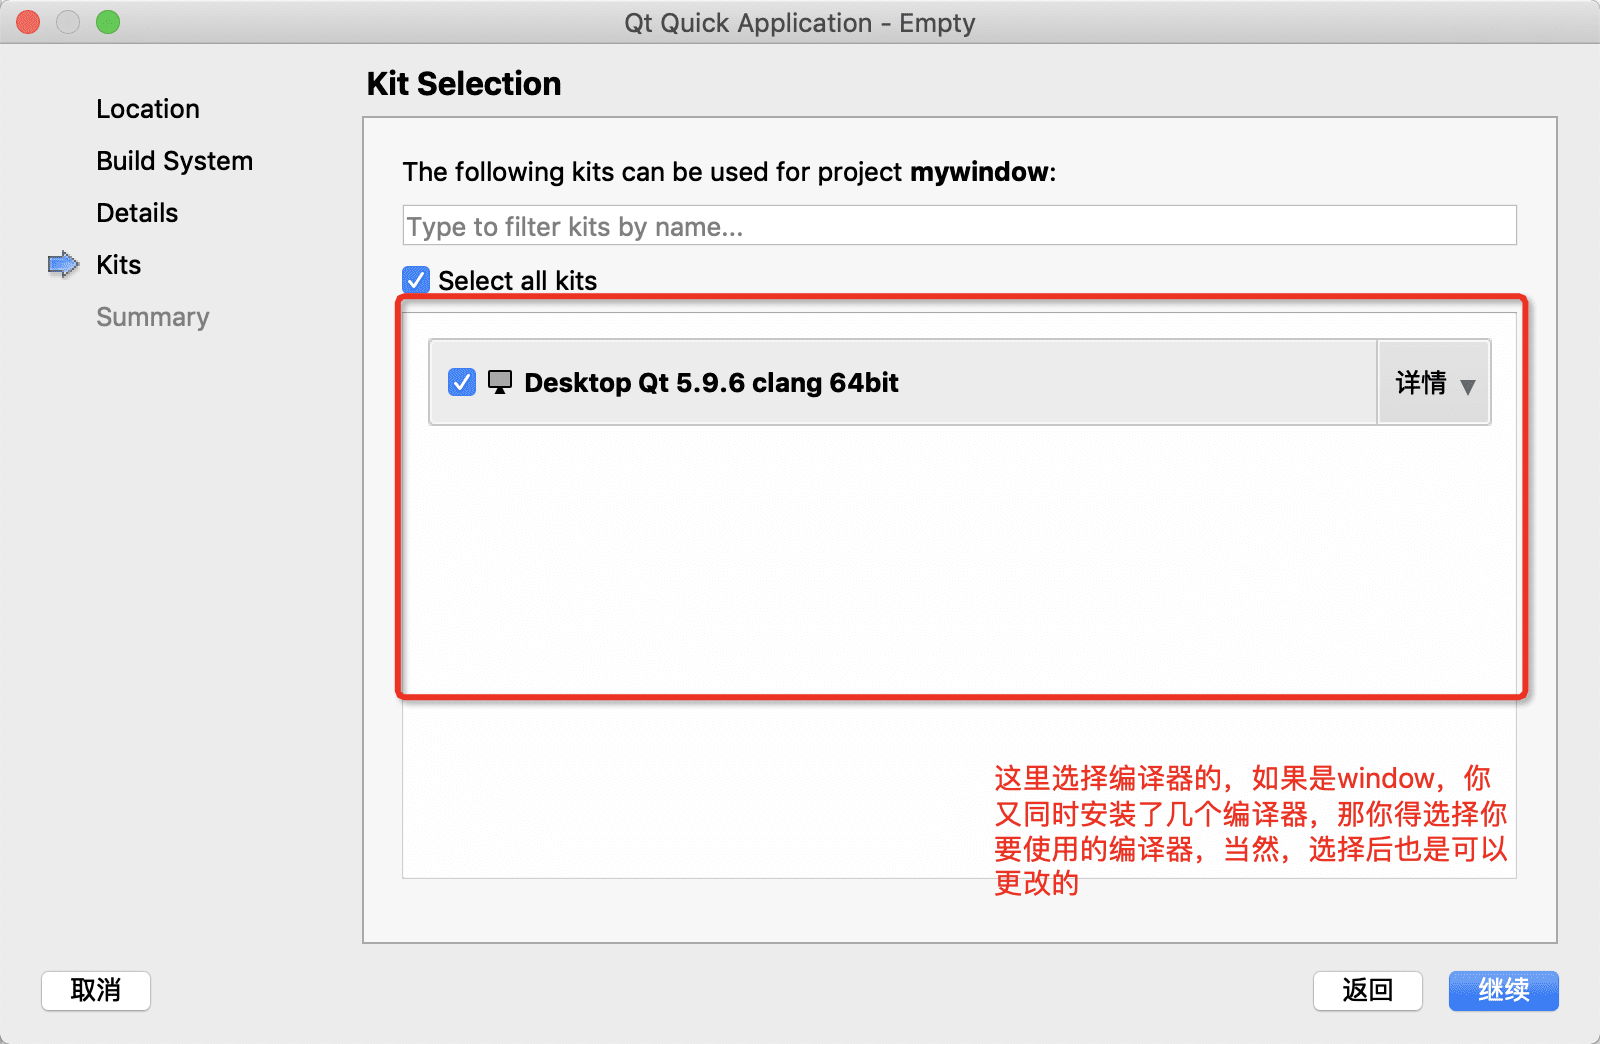 Qt Quick Application - Empty
Location
Build System
Details
Kits
Summary
Kit Selection
The following kits can be used for project mywindow:
Type to filter kits by name...
Select all kits
Desktop Qt 5.9.6 clang 64bit
详情
这里选择编译器的，如果是window，你
又同时安装了几个编译器，那你得选择你
要使用的编译器，当然，选择后也是可以
更改的
取消
返回
继续